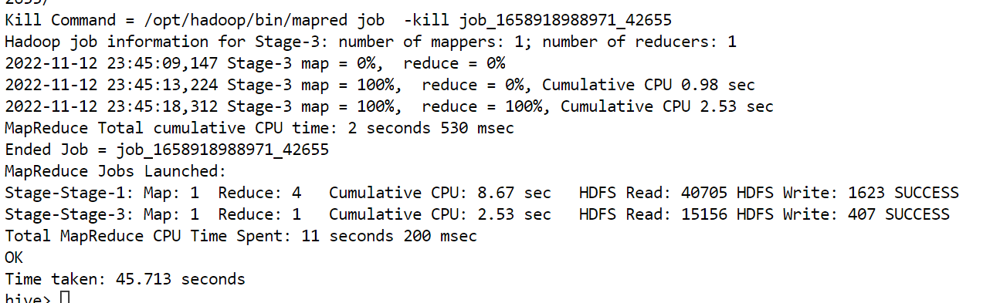 Kill Command = /opt/hadoop/bin/mapred job  -kill job_1658918988971_42655
Hadoop job information for Stage-3: number of mappers: 1; number of reducers: 1
2022-11-12 23:45:09,147 Stage-3 map = 0%,  reduce = 0%
2022-11-12 23:45:13,224 Stage-3 map = 100%,  reduce = 0%, Cumulative CPU 0.98 sec
2022-11-12 23:45:18,312 Stage-3 map = 100%,  reduce = 100%, Cumulative CPU 2.53 sec
MapReduce Total cumulative CPU time: 2 seconds 530 msec
Ended Job = job_1658918988971_42655
MapReduce Jobs Launched:
Stage-Stage-1: Map: 1  Reduce: 4   Cumulative CPU: 8.67 sec   HDFS Read: 40705 HDFS Write: 1623 SUCCESS
Stage-Stage-3: Map: 1  Reduce: 1   Cumulative CPU: 2.53 sec   HDFS Read: 15156 HDFS Write: 407 SUCCESS
Total MapReduce CPU Time Spent: 11 seconds 200 msec
OK
Time taken: 45.713 seconds
hive>